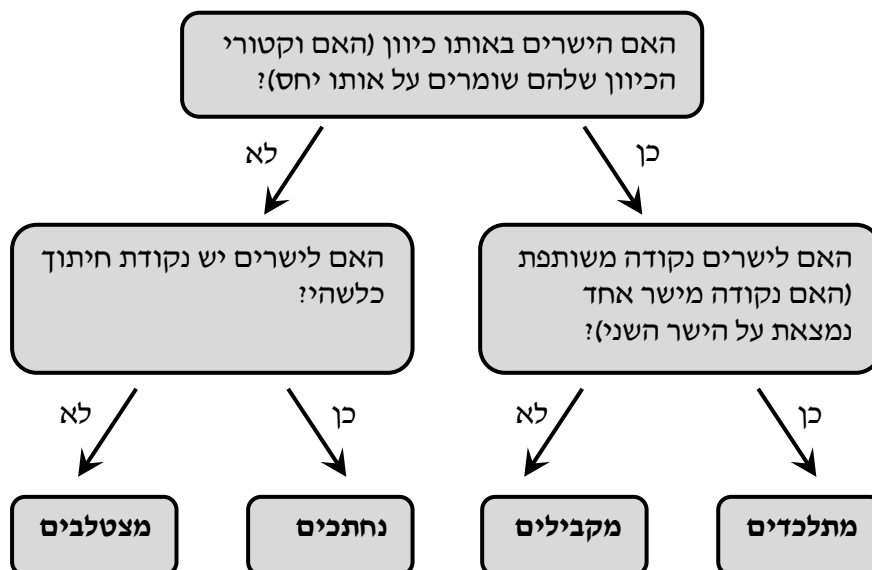 האם הישרים באותו כיוון (האם וקטורי
הכיוון שלהם שומרים על אותו יחס)?
כן
לא
האם לישרים נקודה משותפת
(האם נקודה מישר אחד
נמצאת על הישר השני)?
האם לישרים יש נקודת חיתוך
כלשהי?
כן
לא
כן
לא
מתלכדים
מקבילים
נחתכים
מצטלבים